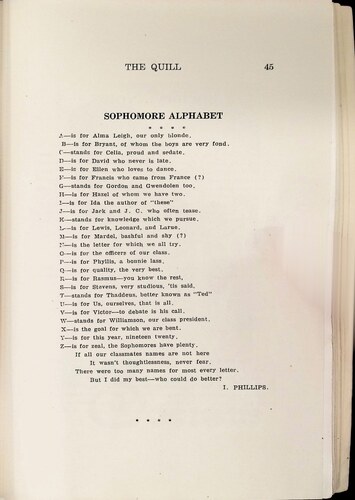 THE QUILL 45
SOPHOMORE ALPHABET
* * * *
A—is for Alma Leigh, our only blonde,
B—is for Bryant, of whom the boys are very fond.
C—stands for Celia, proud and sedate,
D—is for David who never is late,
E—is for Ellen who loves to dance,
F—is for Francis who came from France (?)
G—stands for Gordon and Gwendolen too,
H—is for Hazel of whom we have two,
I—is for Ida the author of "these"
J—is for Jark and J. C. who often tease.
K—stands for knowledge which we pursue,
L—is for Lewis, Leonard, and Larue.
M—is for Mardel, bashful and shy (?)
N—is the letter for which we all try.
O—is for the officers of our class.
P—is for Phyllis, a bonnie lass,
Q—is for quality, the very best,
R—is for Rasmus—you know the rest,
S—is for Stevens, very studious, 'tis said,
T—stands for Thaddeus, better known as "Ted"
U—is for Us, ourselves, that is all.
V—is for Victor—to debate is his call,
W—stands for Williamson, our class president.
X—is the goal for which we are bent.
Y—is for this year, nineteen twenty,
Z—is for zeal, the Sophomores have plenty,
If all our classmates names are not here
It wasn't thoughtlessness, never fear,
There were too many names for most every letter.
But I did my best—who could do better?
I. PHILLIPS.
* * * *